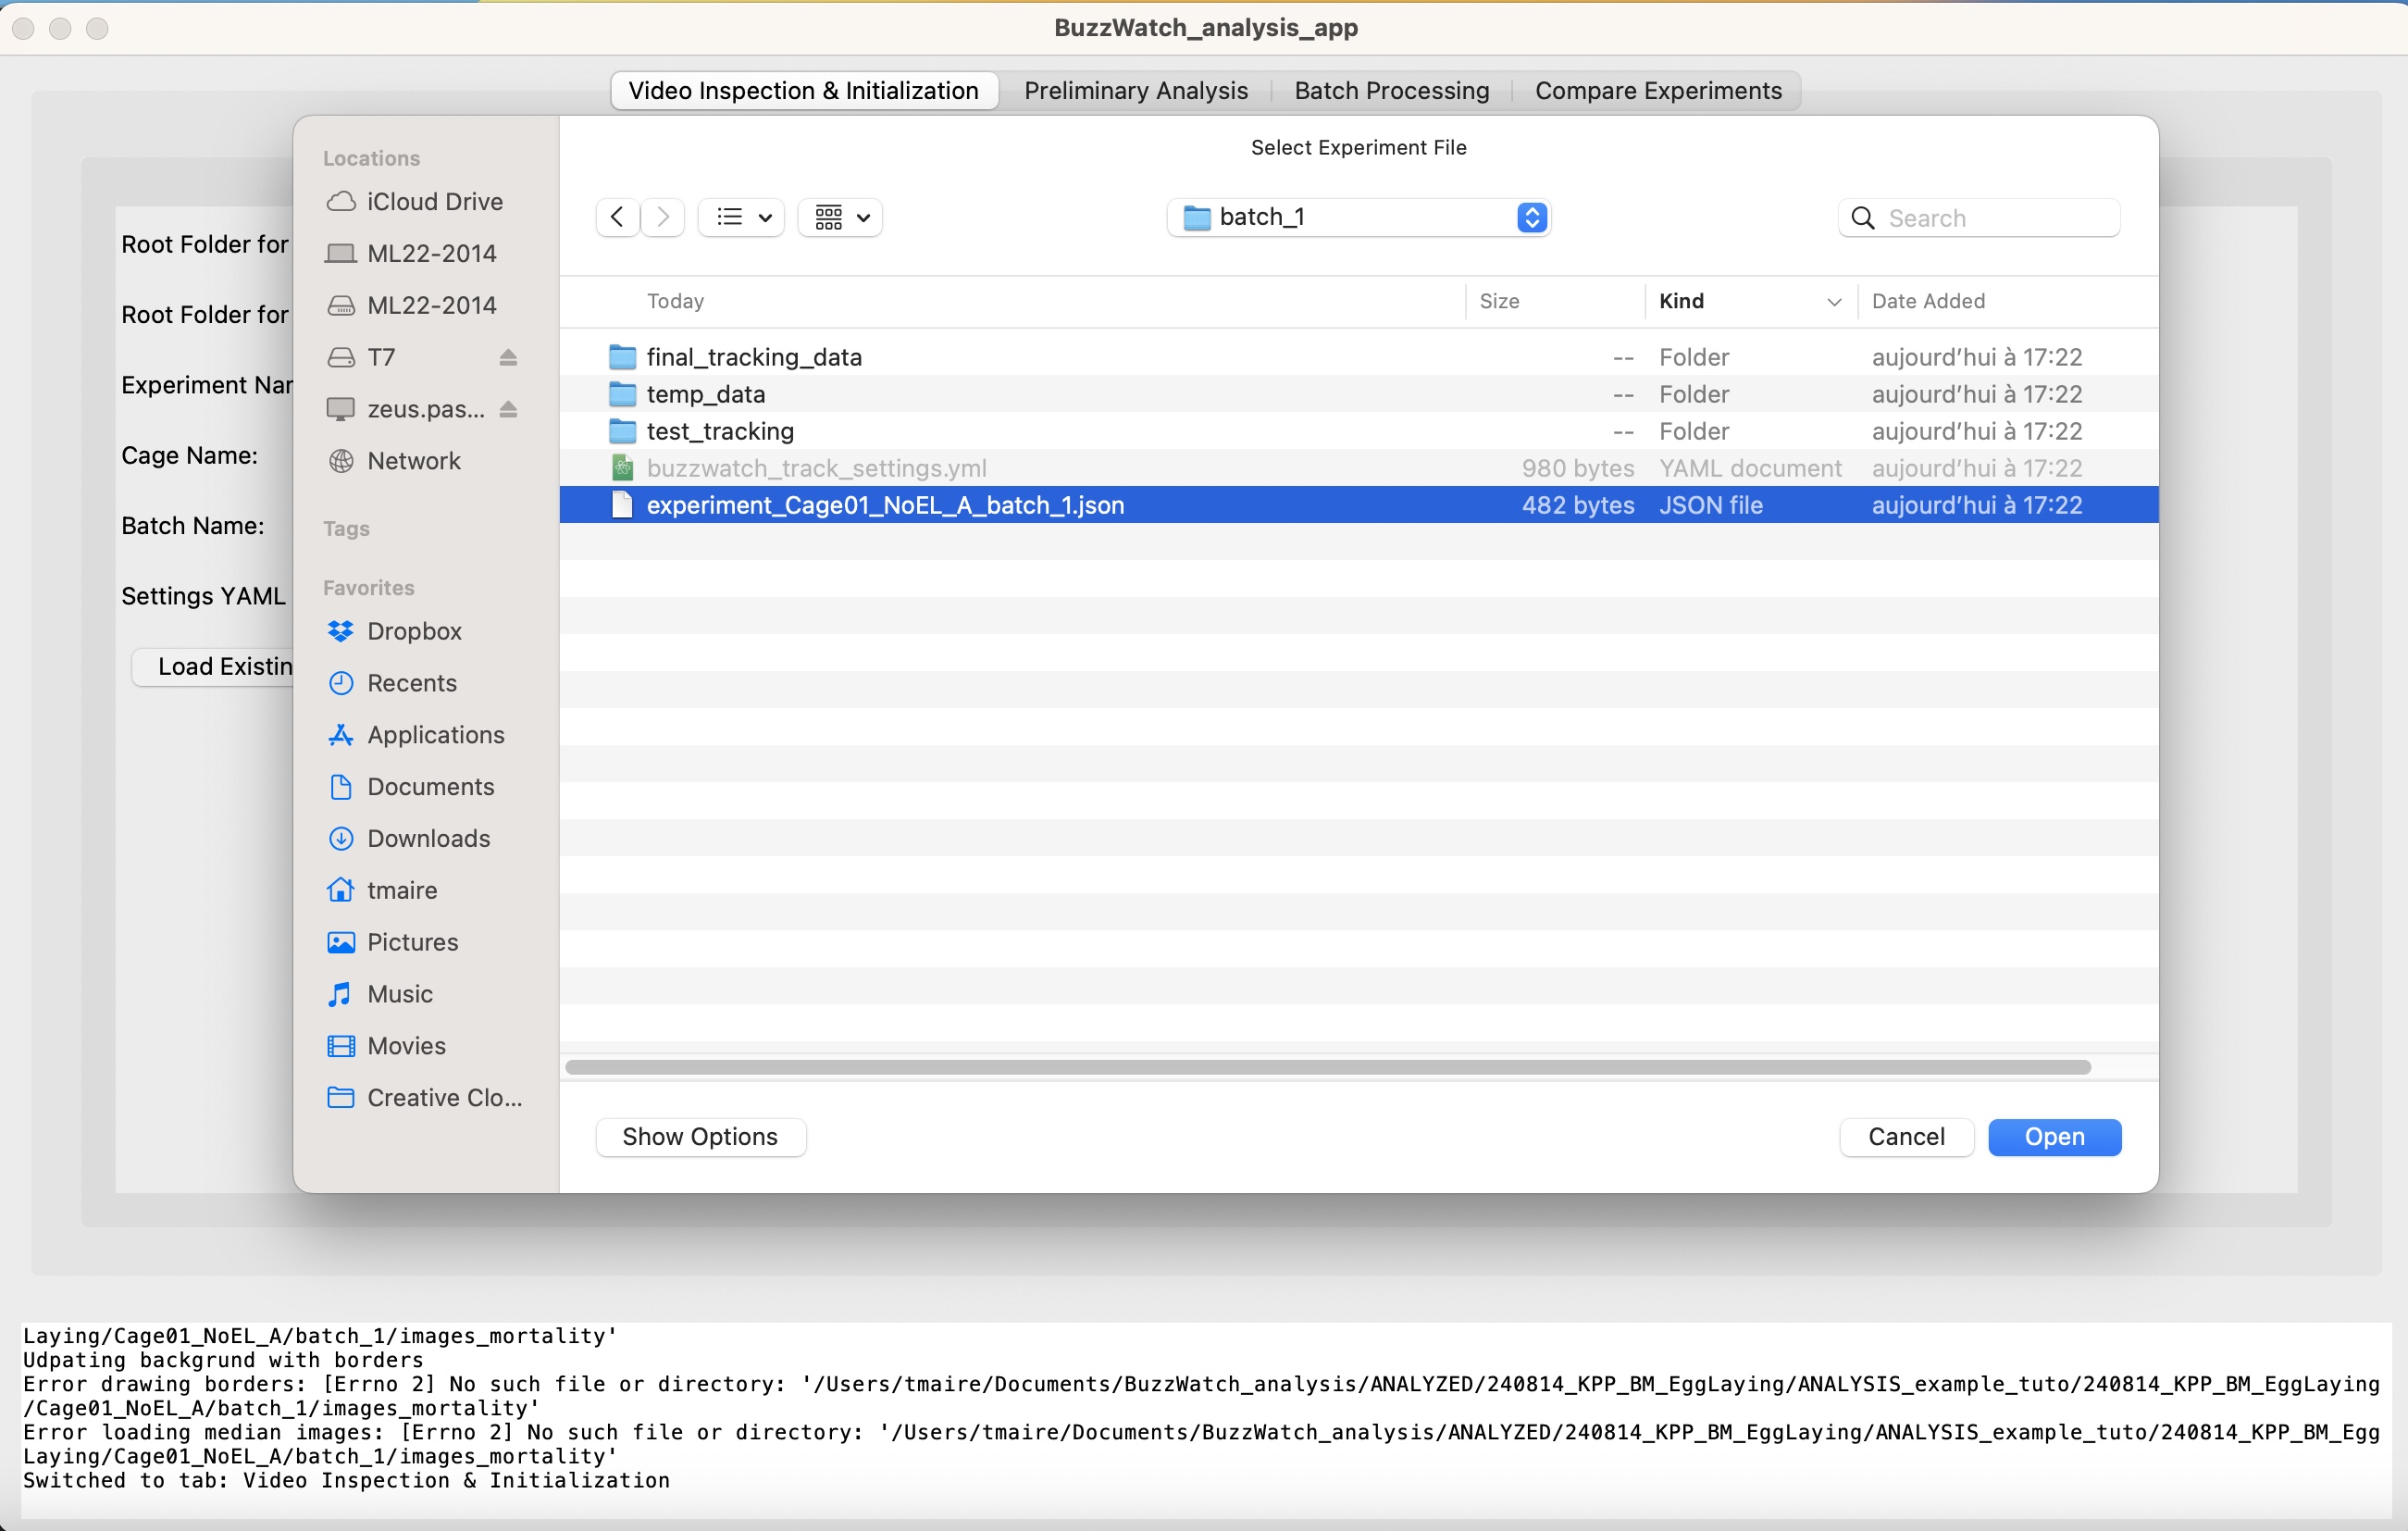 BuzzWatch_analysis_app
Video Inspection & Initialization
Preliminary Analysis
Batch Processing
Compare Experiments
Root Folder for
Root Folder for
Experiment Nar
Cage Name:
Batch Name:
Settings YAML
Load Existin
Locations
iCloud Drive
ML22-2014
ML22-2014
T7
zeus.pas...
Network
Tags
Favorites
Dropbox
Recents
Applications
Documents
Downloads
tmaire
Pictures
Music
Movies
Creative Clo...
Select Experiment File
batch_1
Search
Today Size Kind Date Added
final_tracking_data -- Folder aujourd’hui à 17:22
temp_data -- Folder aujourd’hui à 17:22
test_tracking -- Folder aujourd’hui à 17:22
buzzwatch_track_settings.yml 980 bytes YAML document aujourd’hui à 17:22
experiment_Cage01_NoEL_A_batch_1.json 482 bytes JSON file aujourd’hui à 17:22
Show Options
Cancel
Open
Laying/Cage01_NoEL_A/batch_1/images_mortality'
Udpating backgrund with borders
Error drawing borders: [Errno 2] No such file or directory: '/Users/tmaire/Documents/BuzzWatch_analysis/ANALYZED/240814_KPP_BM_EggLaying/ANALYSIS_example_tuto/240814_KPP_BM_EggLaying
/Cage01_NoEL_A/batch_1/images_mortality'
Error loading median images: [Errno 2] No such file or directory: '/Users/tmaire/Documents/BuzzWatch_analysis/ANALYZED/240814_KPP_BM_EggLaying/ANALYSIS_example_tuto/240814_KPP_BM_Egg
Laying/Cage01_NoEL_A/batch_1/images_mortality'
Switched to tab: Video Inspection & Initialization